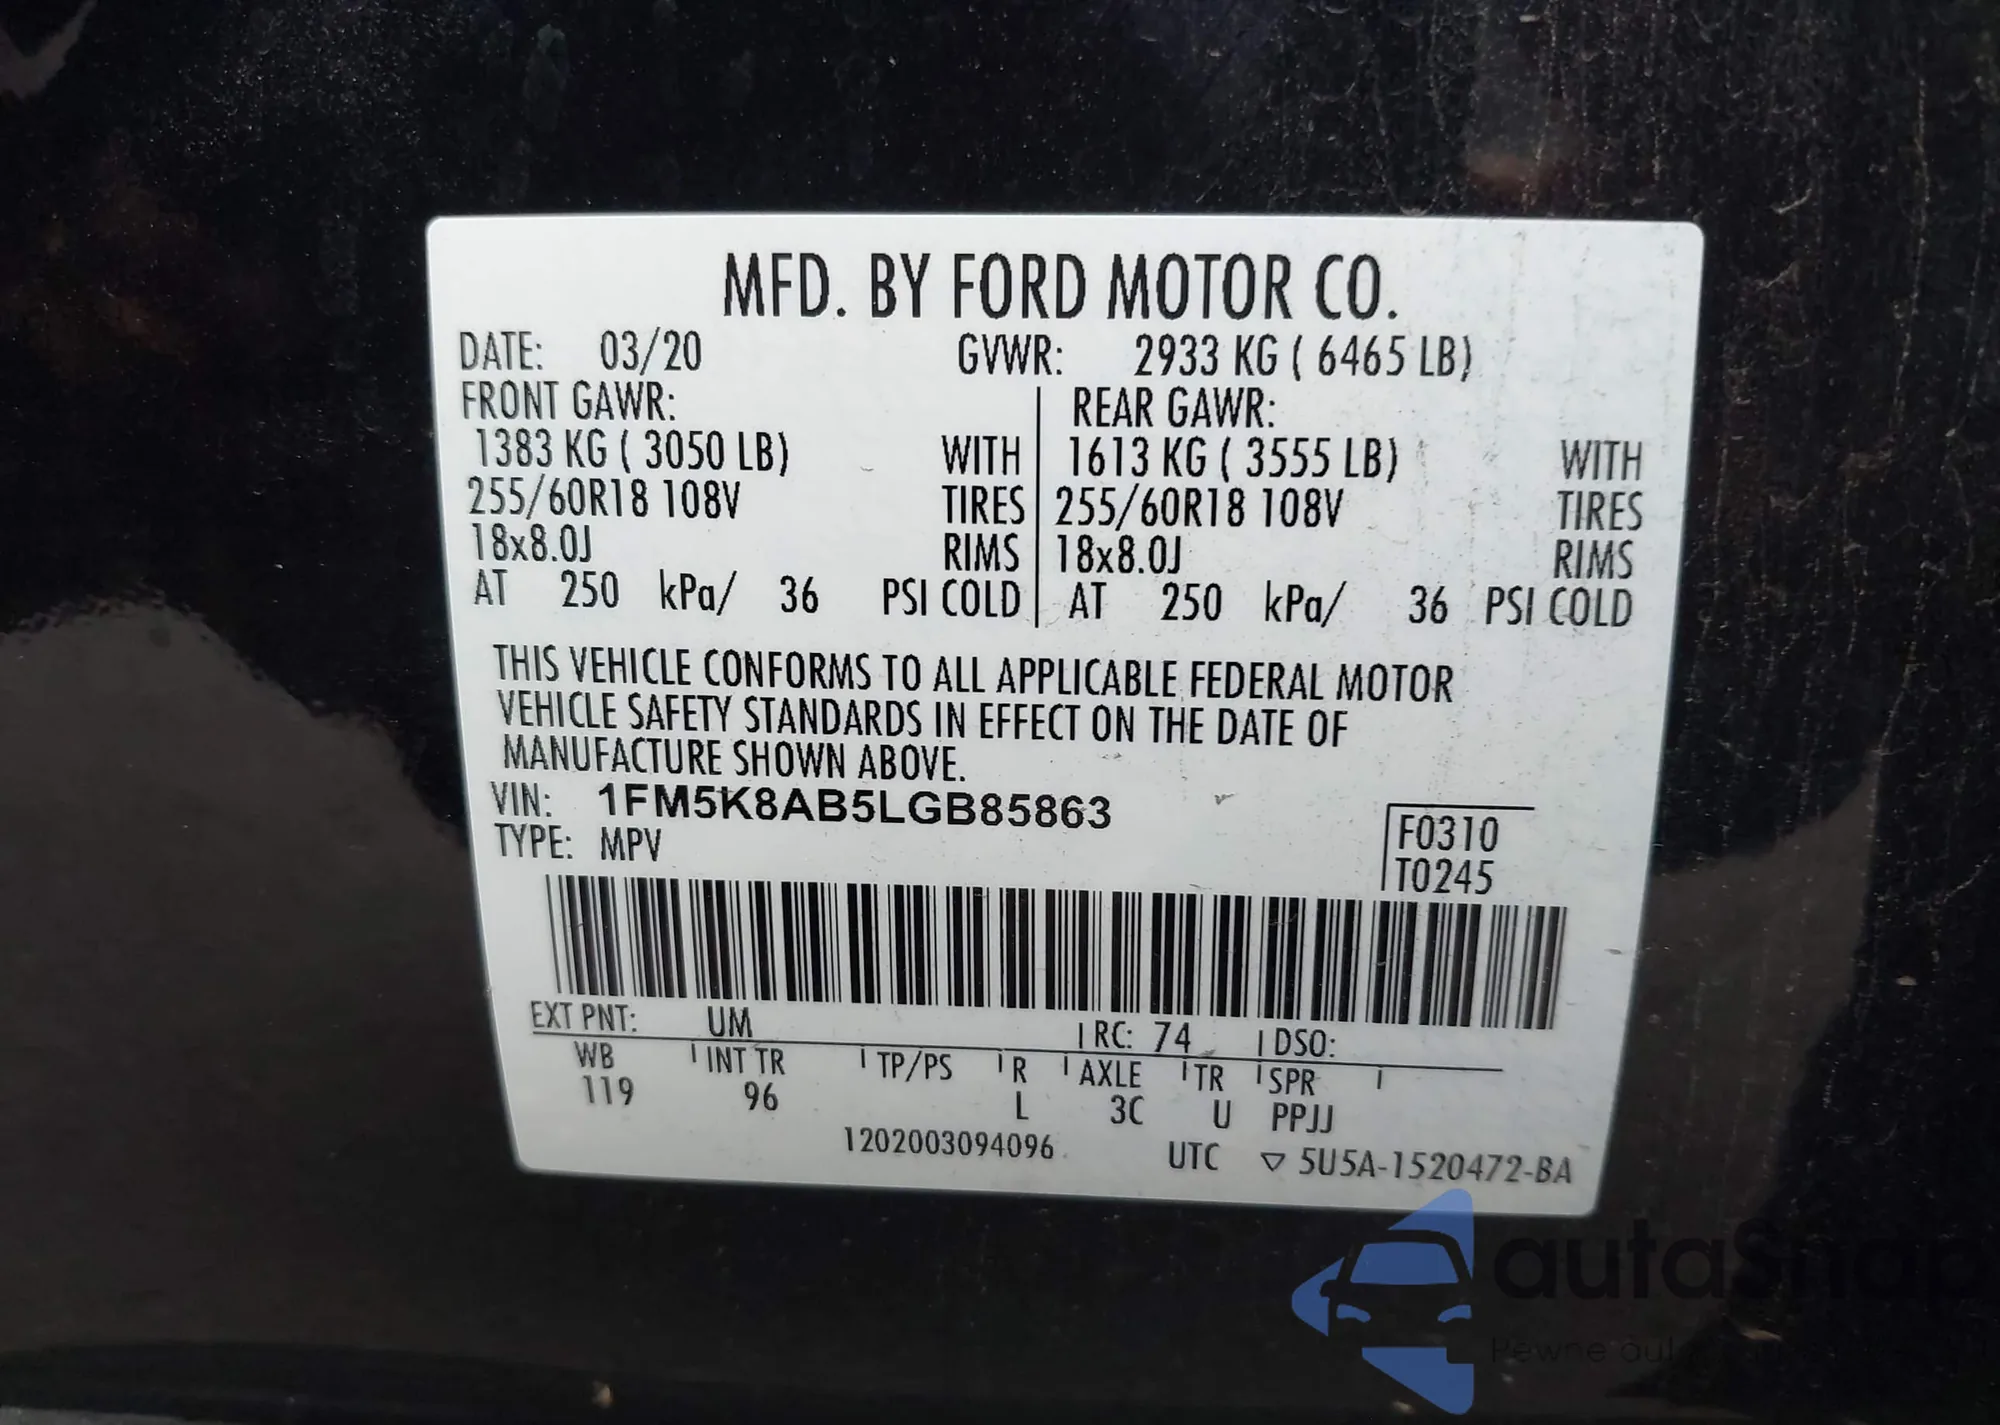 MFD. BY FORD MOTOR CO.
DATE: 03/20 GVWR: 2933 KG ( 6465 LB)
FRONT GAWR: REAR GAWR:
1383 KG ( 3050 LB) WITH 1613 KG ( 3555 LB) WITH
255/60R18 108V TIRES 255/60R18 108V TIRES
18x8.0J RIMS 18x8.0J RIMS
AT 250 kPa/ 36 PSI COLD AT 250 kPa/ 36 PSI COLD
THIS VEHICLE CONFORMS TO ALL APPLICABLE FEDERAL MOTOR
VEHICLE SAFETY STANDARDS IN EFFECT ON THE DATE OF
MANUFACTURE SHOWN ABOVE.
VIN: 1FM5K8AB5LGB85863
TYPE: MPV
F0310
T0245
EXT PNT: UM RC: 74 DSO:
WB INT TR TP/PS R AXLE TR SPR
119 96 L 3C U PPJJ
1202003094096 UTC ▽ 5U5A-1520472-BA
autaSnap
Pewne